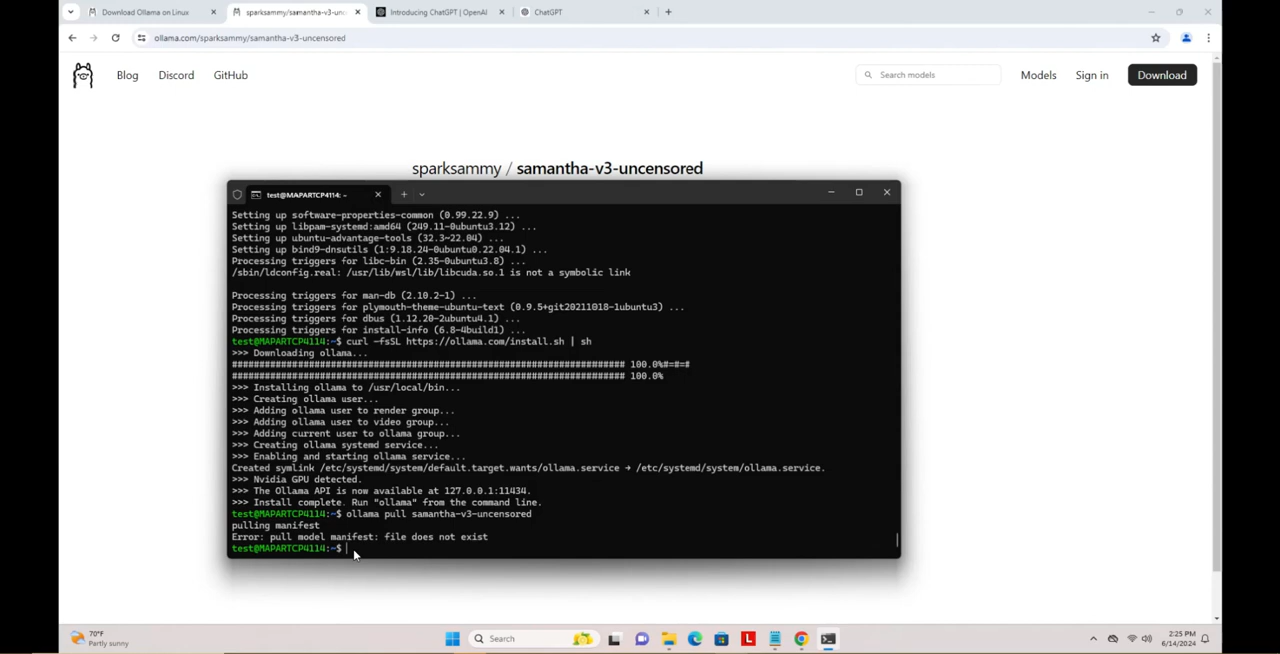 Download Ollama on Linux
sparksammy/samantha-v3-unc
Introducing ChatGPT | OpenAI
ChatGPT
ollama.com/sparksammy/samantha-v3-uncensored
Blog
Discord
GitHub
Search models
Models
Sign in
Download
sparksammy / samantha-v3-uncensored
test@MAPARTCP4114: ~
Setting up software-properties-common (0.99.22.9) ...
Setting up libpam-systemd:amd64 (249.11-0ubuntu3.12) ...
Setting up ubuntu-advantage-tools (32.3~22.04) ...
Setting up bind9-dnsutils (1:9.18.24-0ubuntu0.22.04.1) ...
Processing triggers for libc-bin (2.35-0ubuntu3.8) ...
/sbin/ldconfig.real: /usr/lib/wsl/lib/libcuda.so.1 is not a symbolic link
Processing triggers for man-db (2.10.2-1) ...
Processing triggers for plymouth-theme-ubuntu-text (0.9.5+git20211018-1ubuntu3) ...
Processing triggers for dbus (1.12.20-2ubuntu4.1) ...
Processing triggers for install-info (6.8-4build1) ...
test@MAPARTCP4114:~$ curl -fsSL https://ollama.com/install.sh | sh
>>> Downloading ollama...
######################################################################## 100.0%#=#=#
######################################################################## 100.0%
>>> Installing ollama to /usr/local/bin...
>>> Creating ollama user...
>>> Adding ollama user to render group...
>>> Adding ollama user to video group...
>>> Adding current user to ollama group...
>>> Creating ollama systemd service...
>>> Enabling and starting ollama service...
Created symlink /etc/systemd/system/default.target.wants/ollama.service → /etc/systemd/system/ollama.service.
>>> Nvidia GPU detected.
>>> The Ollama API is now available at 127.0.0.1:11434.
>>> Install complete. Run "ollama" from the command line.
test@MAPARTCP4114:~$ ollama pull samantha-v3-uncensored
pulling manifest
Error: pull model manifest: file does not exist
test@MAPARTCP4114:~$
70°F
Partly sunny
Search
L
2:25 PM
6/14/2024